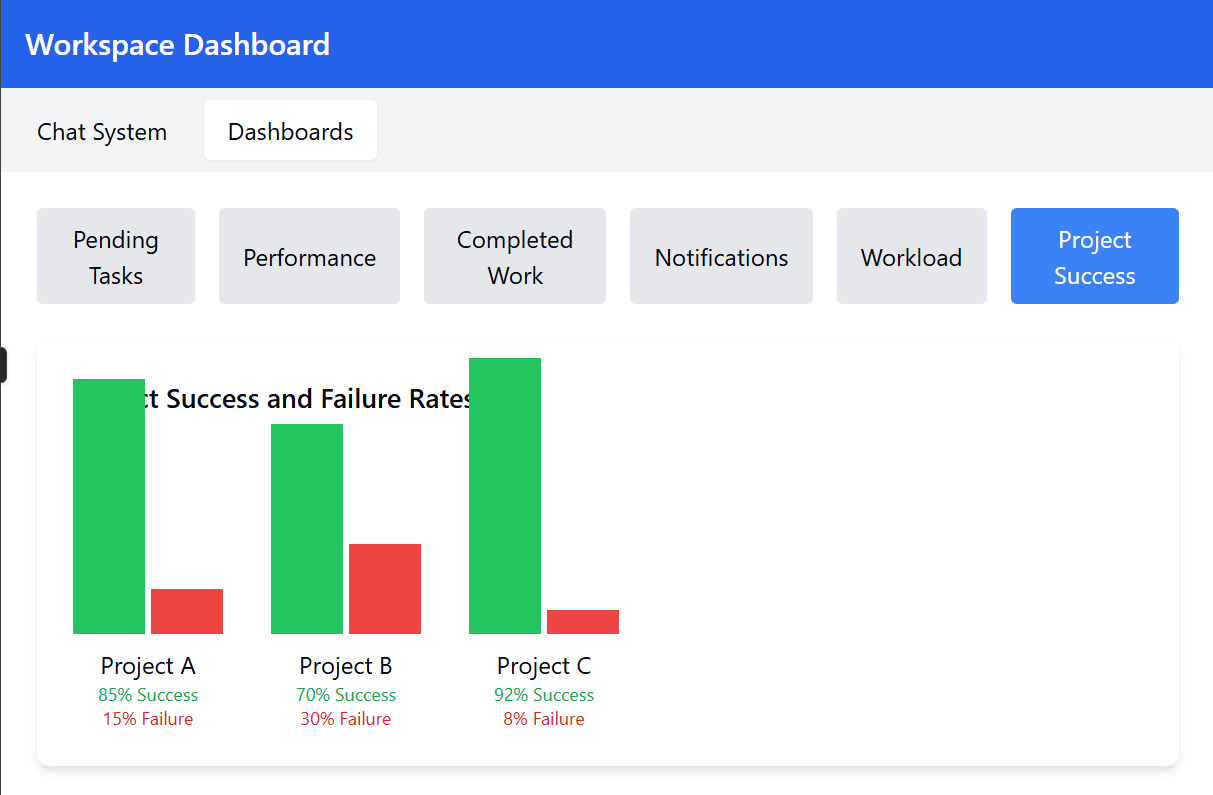 Workspace Dashboard
Chat System
Dashboards
Pending
Tasks
Performance
Completed
Work
Notifications
Workload
Project
Success
Success and Failure Rates
Project A
85% Success
15% Failure
Project B
70% Success
30% Failure
Project C
92% Success
8% Failure